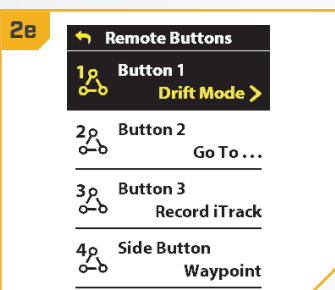 2e
Remote Buttons
1
Button 1
Drift Mode >
2
Button 2
Go To ...
3
Button 3
Record iTrack
4
Side Button
Waypoint